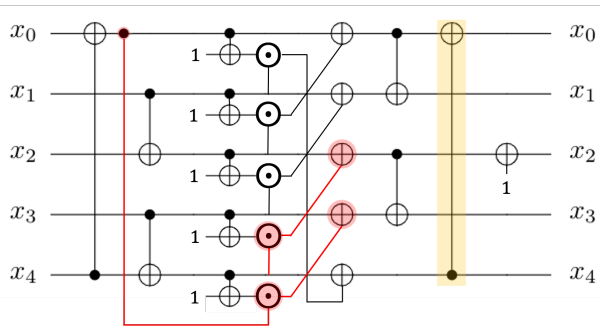 x₀ 1 x₀
x₁ 1 x₁
x₂ 1 1 x₂
x₃ 1 x₃
x₄ 1 x₄